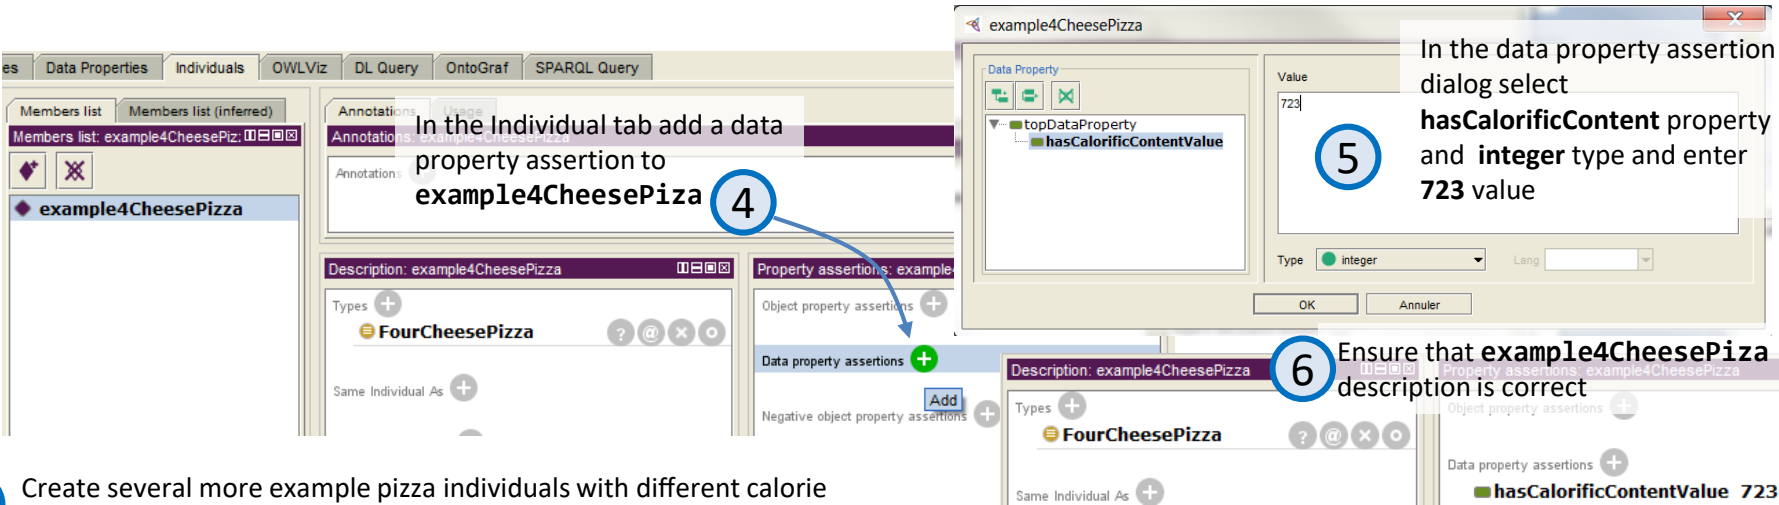 example4CheesePizza
es Data Properties Individuals OWLViz DL Query OntoGraf SPARQL Query
Members list Members list (inferred)
Members list: example4CheesePiz:
example4CheesePizza
Annotations Usage
Annotations: example4CheesePizza
Annotations
In the Individual tab add a data
property assertion to
example4CheesePiza
4
Description: example4CheesePizza
Types
FourCheesePizza
Same Individual As
Property assertions: example
Object property assertions
Data property assertions
Add
Negative object property assertions
Data Property
topDataProperty
hasCalorificContentValue
Value
723
Type integer Lang
OK Annuler
5
In the data property assertion
dialog select
hasCalorificContent property
and integer type and enter
723 value
6
Ensure that example4CheesePiza
description is correct
Description: example4CheesePizza
Types
FourCheesePizza
Same Individual As
Property assertions: example4CheesePizza
Object property assertions
Data property assertions
hasCalorificContentValue 723
Create several more example pizza individuals with different calorie